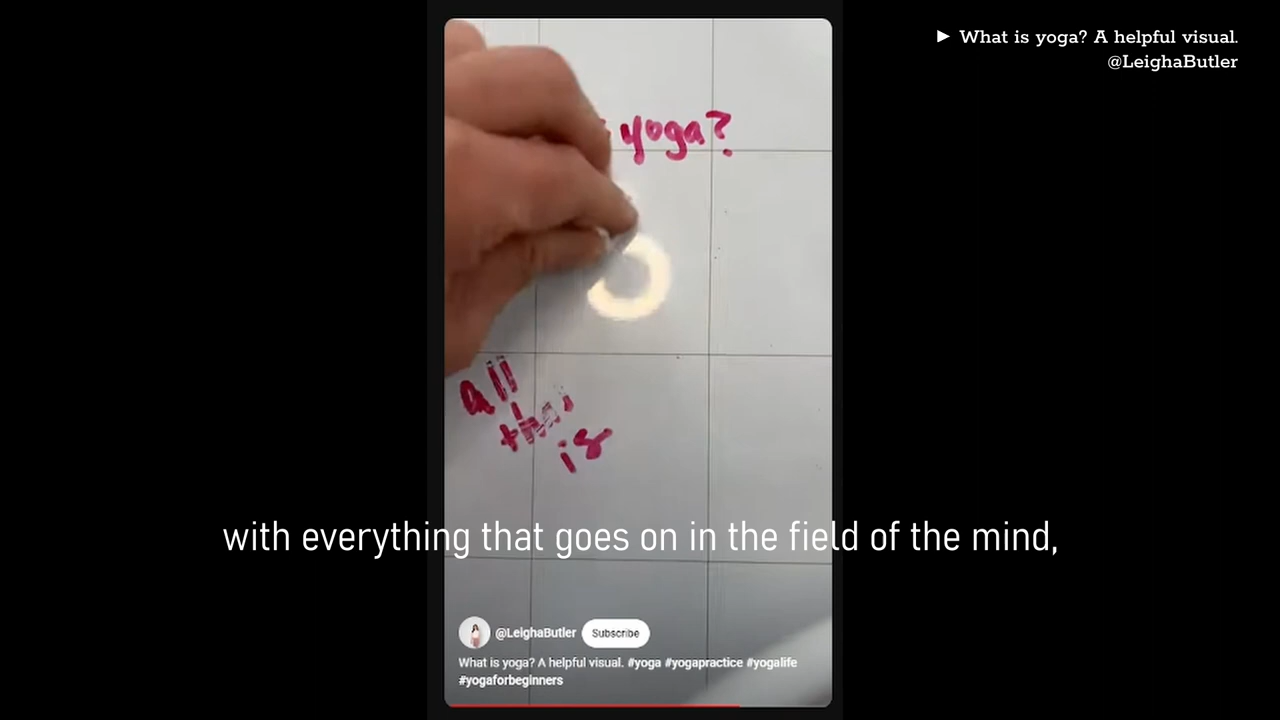 ► What is yoga? A helpful visual.
@LeighaButler
yoga?
all
that
is
with everything that goes on in the field of the mind,
@LeighaButler Subscribe
What is yoga? A helpful visual. #yoga #yogapractice #yogalife
#yogaforbeginners